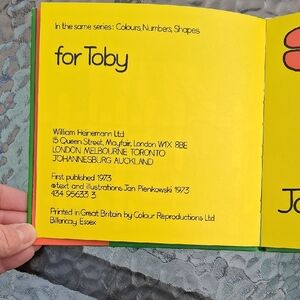 In the same series: Colours, Numbers, Shapes
for Toby
William Heinemann Ltd
15 Queen Street, Mayfair, London W1X 8BE
LONDON MELBOURNE TORONTO
JOHANNESBURG AUCKLAND
First published 1973
© text and illustrations Jan Pienkowski 1973
434 95633 3
Printed in Great Britain by Colour Reproductions Ltd
Billericay Essex